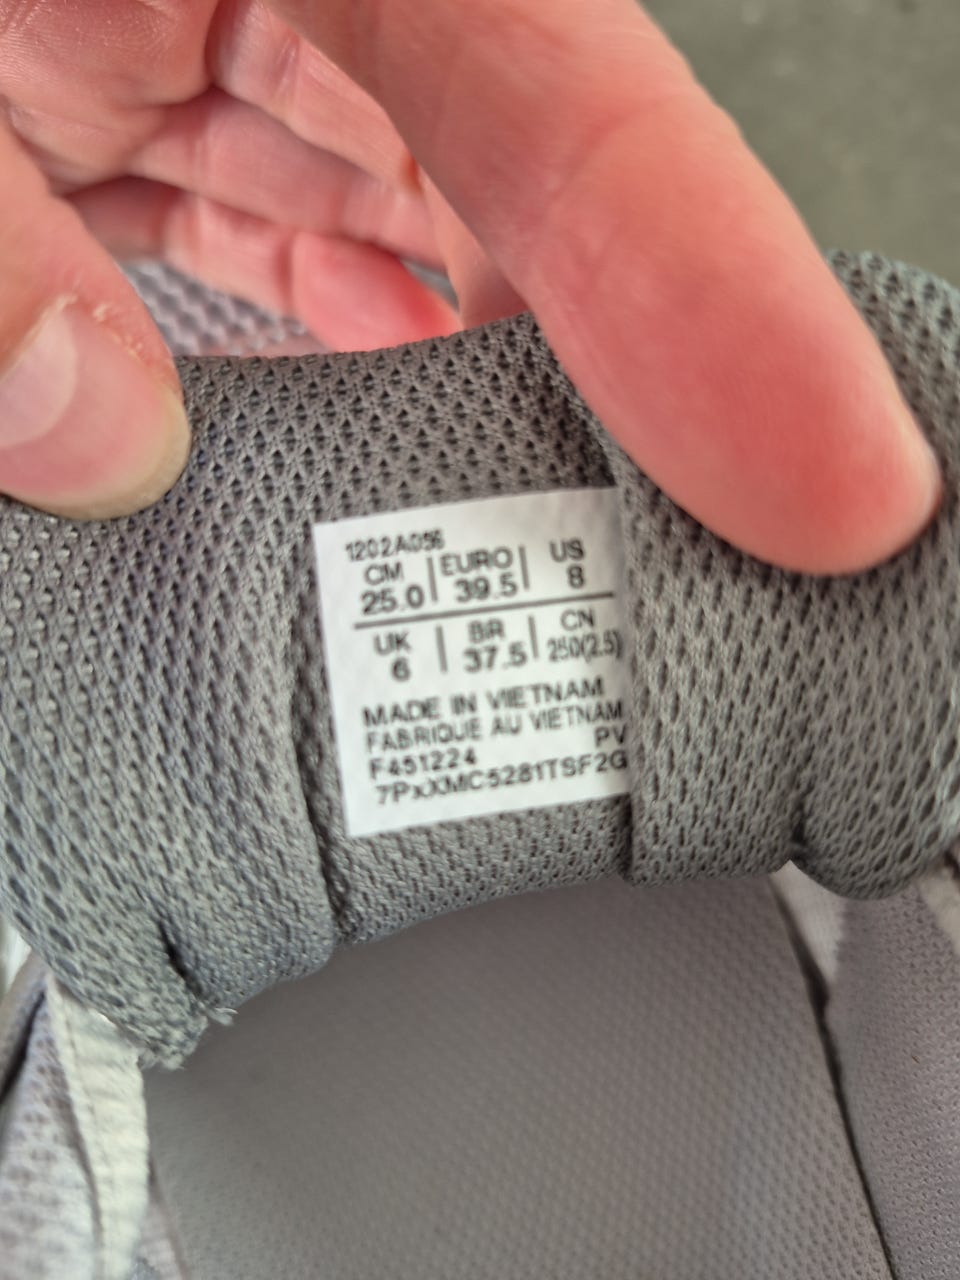 1202A056
CM | EURO | US
25.0 | 39.5 | 8
UK | BR | CN
6 | 37.5 | 250(2.5)
MADE IN VIETNAM
FABRIQUE AU VIETNAM
F451224 PV
7PxXMC5281TSF2G